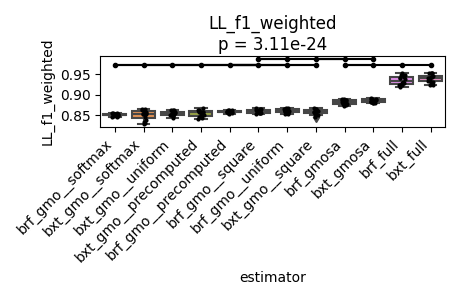 LL_f1_weighted
p = 3.11e-24
LL_f1_weighted
0.95
0.90
0.85
brf_gmo__softmax
bxt_gmo__softmax
bxt_gmo__uniform
bxt_gmo__precomputed
brf_gmo__precomputed
brf_gmo__square
brf_gmo__uniform
bxt_gmo__square
brf_gmosa
bxt_gmosa
brf_full
bxt_full
estimator